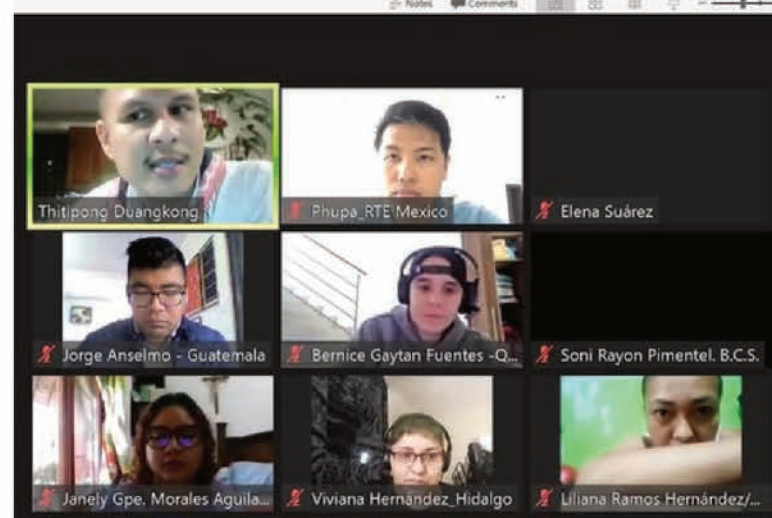 Notes Comments
Thitipong Duangkong
Phupa_RTE Mexico
Elena Suárez
Jorge Anselmo - Guatemala
Bernice Gaytan Fuentes -Q...
Soni Rayon Pimentel. B.C.S.
Janely Gpe. Morales Aguila...
Viviana Hernández_Hidalgo
Liliana Ramos Hernández/...